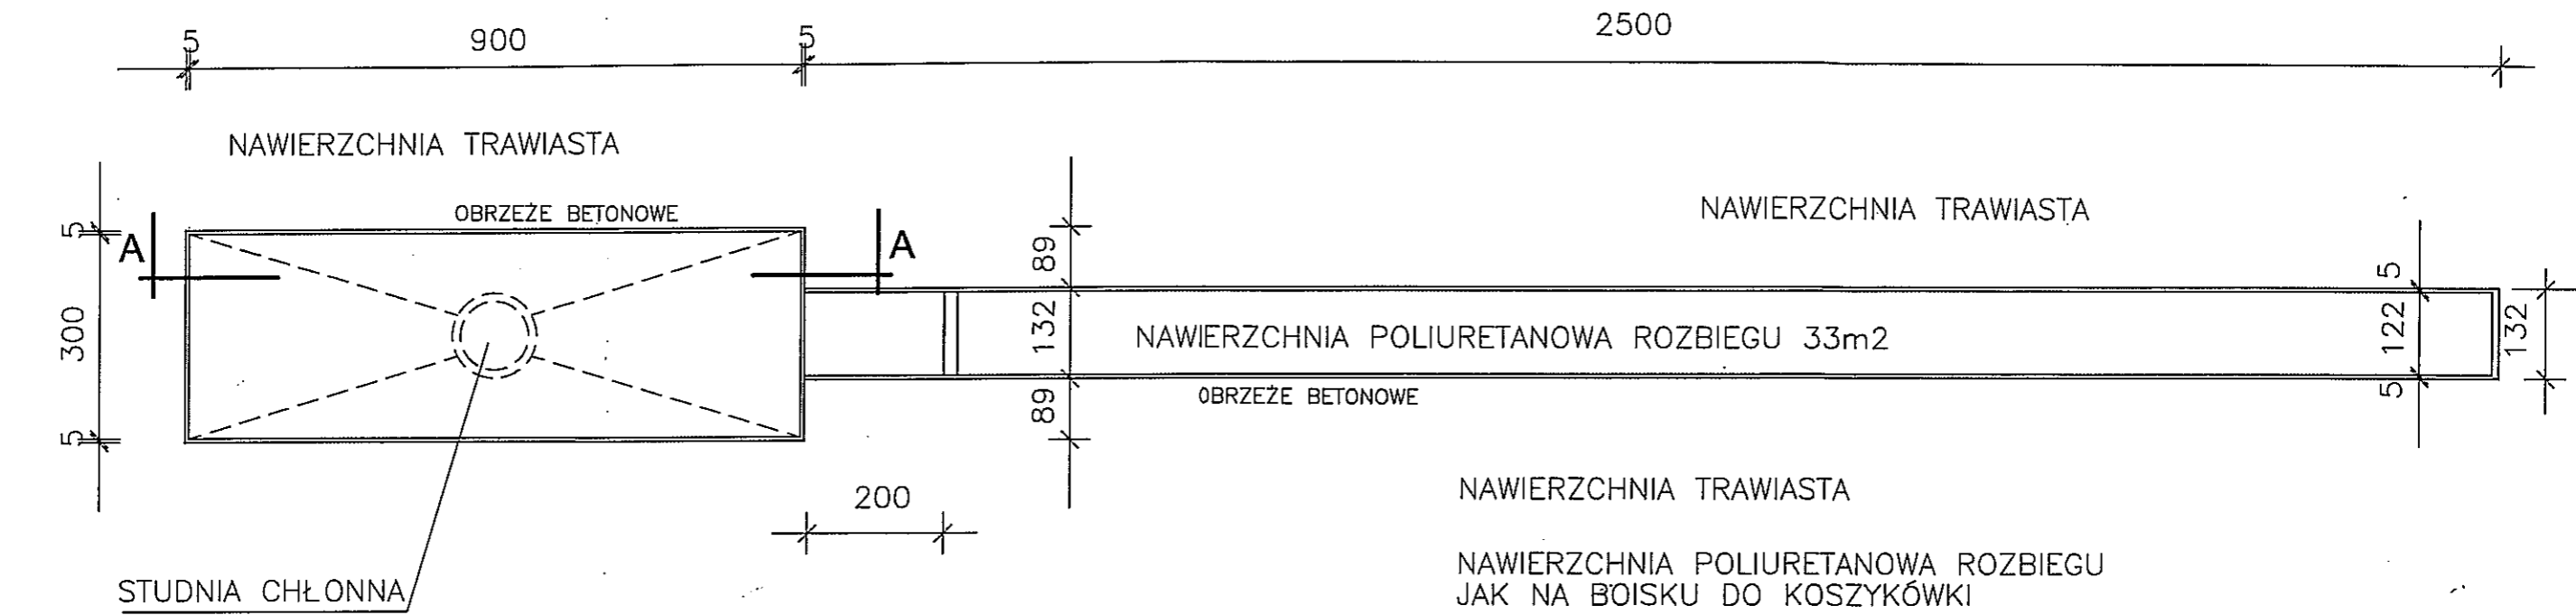 5 900 5 2500
NAWIERZCHNIA TRAWIASTA
NAWIERZCHNIA TRAWIASTA
OBRZEŻE BETONOWE
5
A A
89
5
300
132
NAWIERZCHNIA POLIURETANOWA ROZBIEGU 33m2
122
132
OBRZEŻE BETONOWE
5
89
5
200
NAWIERZCHNIA TRAWIASTA
STUDNIA CHŁONNA
NAWIERZCHNIA POLIURETANOWA ROZBIEGU
JAK NA BOISKU DO KOSZYKÓWKI